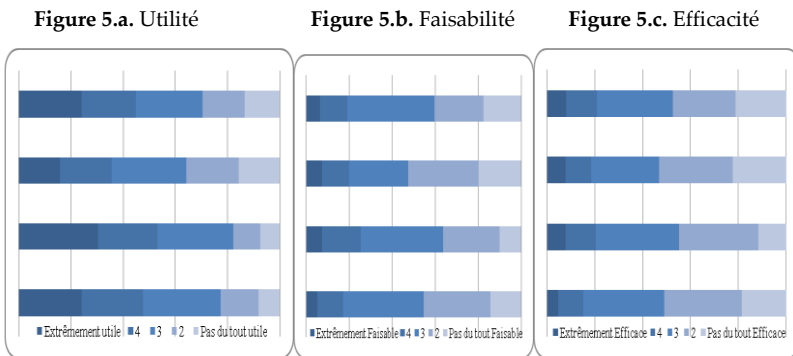 Figure 5.a. Utilité
Figure 5.b. Faisabilité
Figure 5.c. Efficacité
Extrêmement utile 4 3 2 Pas du tout utile
Extrêmement Faisable 4 3 2 Pas du tout Faisable
Extrêmement Efficace 4 3 2 Pas du tout Efficace